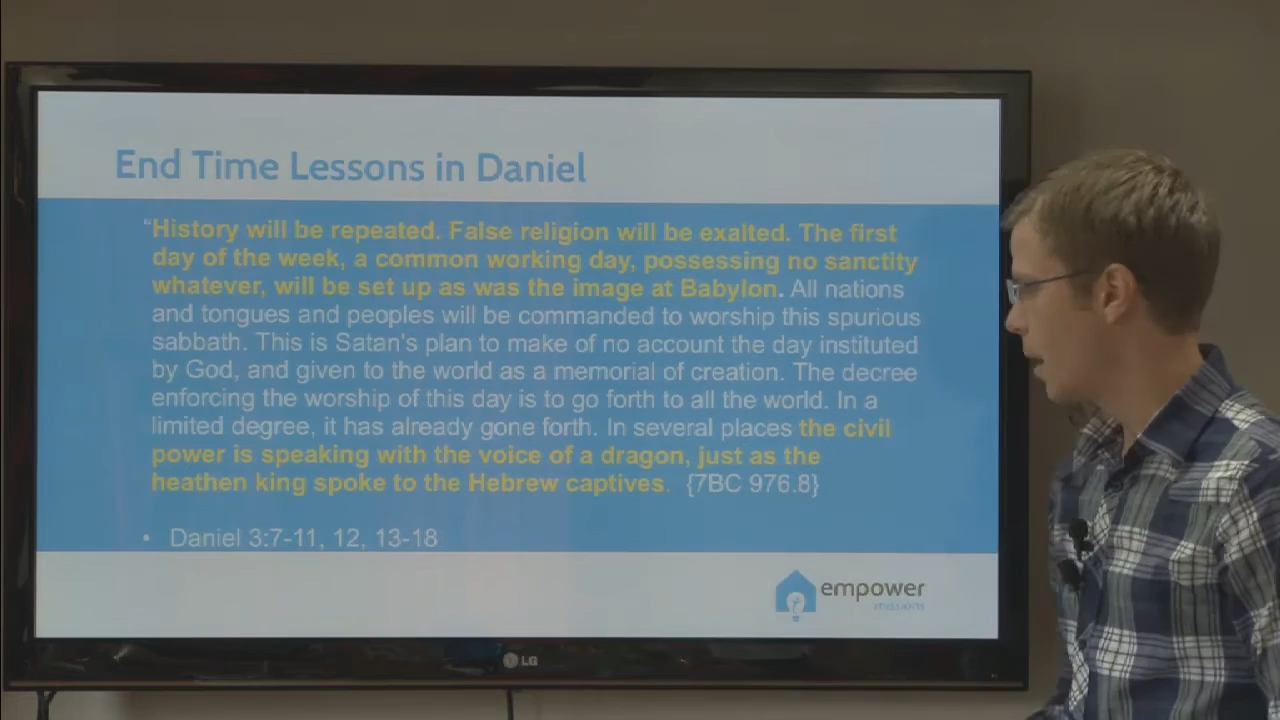 End Time Lessons in Daniel
“History will be repeated. False religion will be exalted. The first
day of the week, a common working day, possessing no sanctity
whatever, will be set up as was the image at Babylon. All nations
and tongues and peoples will be commanded to worship this spurious
sabbath. This is Satan's plan to make of no account the day instituted
by God, and given to the world as a memorial of creation. The decree
enforcing the worship of this day is to go forth to all the world. In a
limited degree, it has already gone forth. In several places the civil
power is speaking with the voice of a dragon, just as the
heathen king spoke to the Hebrew captives. {7BC 976.8}
• Daniel 3:7-11, 12, 13-18
empower
LG